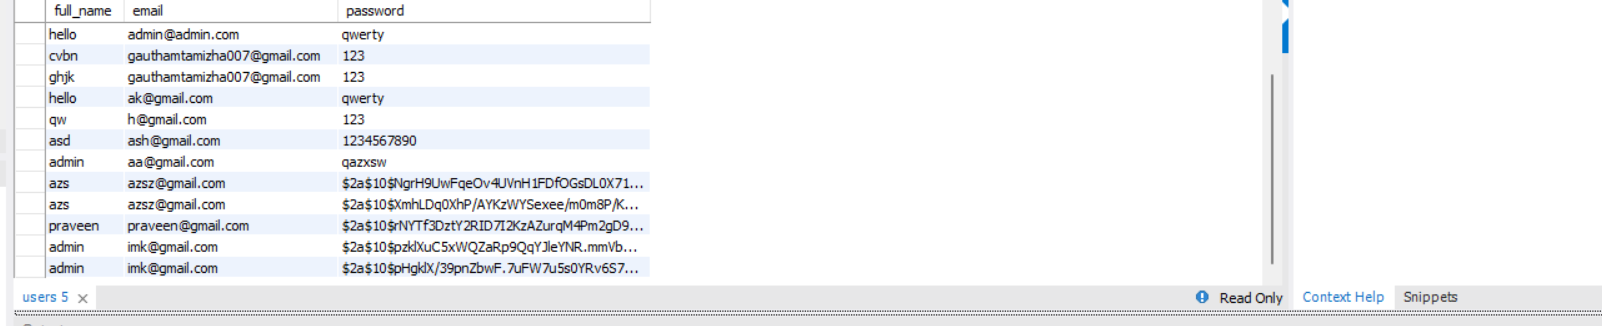 full_name email password
hello admin@admin.com qwerty
cvbn gauthamtamizha007@gmail.com 123
ghjk gauthamtamizha007@gmail.com 123
hello ak@gmail.com qwerty
qw h@gmail.com 123
asd ash@gmail.com 1234567890
admin aa@gmail.com qazxsw
azs azsz@gmail.com $2a$10$NgrH9UwFqeOv4UVnH1FDfOGsDL0X71...
azs azsz@gmail.com $2a$10$XmhLDq0XhP/AYKzWYSexee/m0m8P/K...
praveen praveen@gmail.com $2a$10$rNYTf3DztY2RID7I2KzAZurqM4Pm2gD9...
admin imk@gmail.com $2a$10$pzklXuC5xWQZaRp9QqYJleYNR.mmVb...
admin imk@gmail.com $2a$10$pHgklX/39pnZbwF.7uFW7u5s0YRv6S7...
users 5 Read Only Context Help Snippets